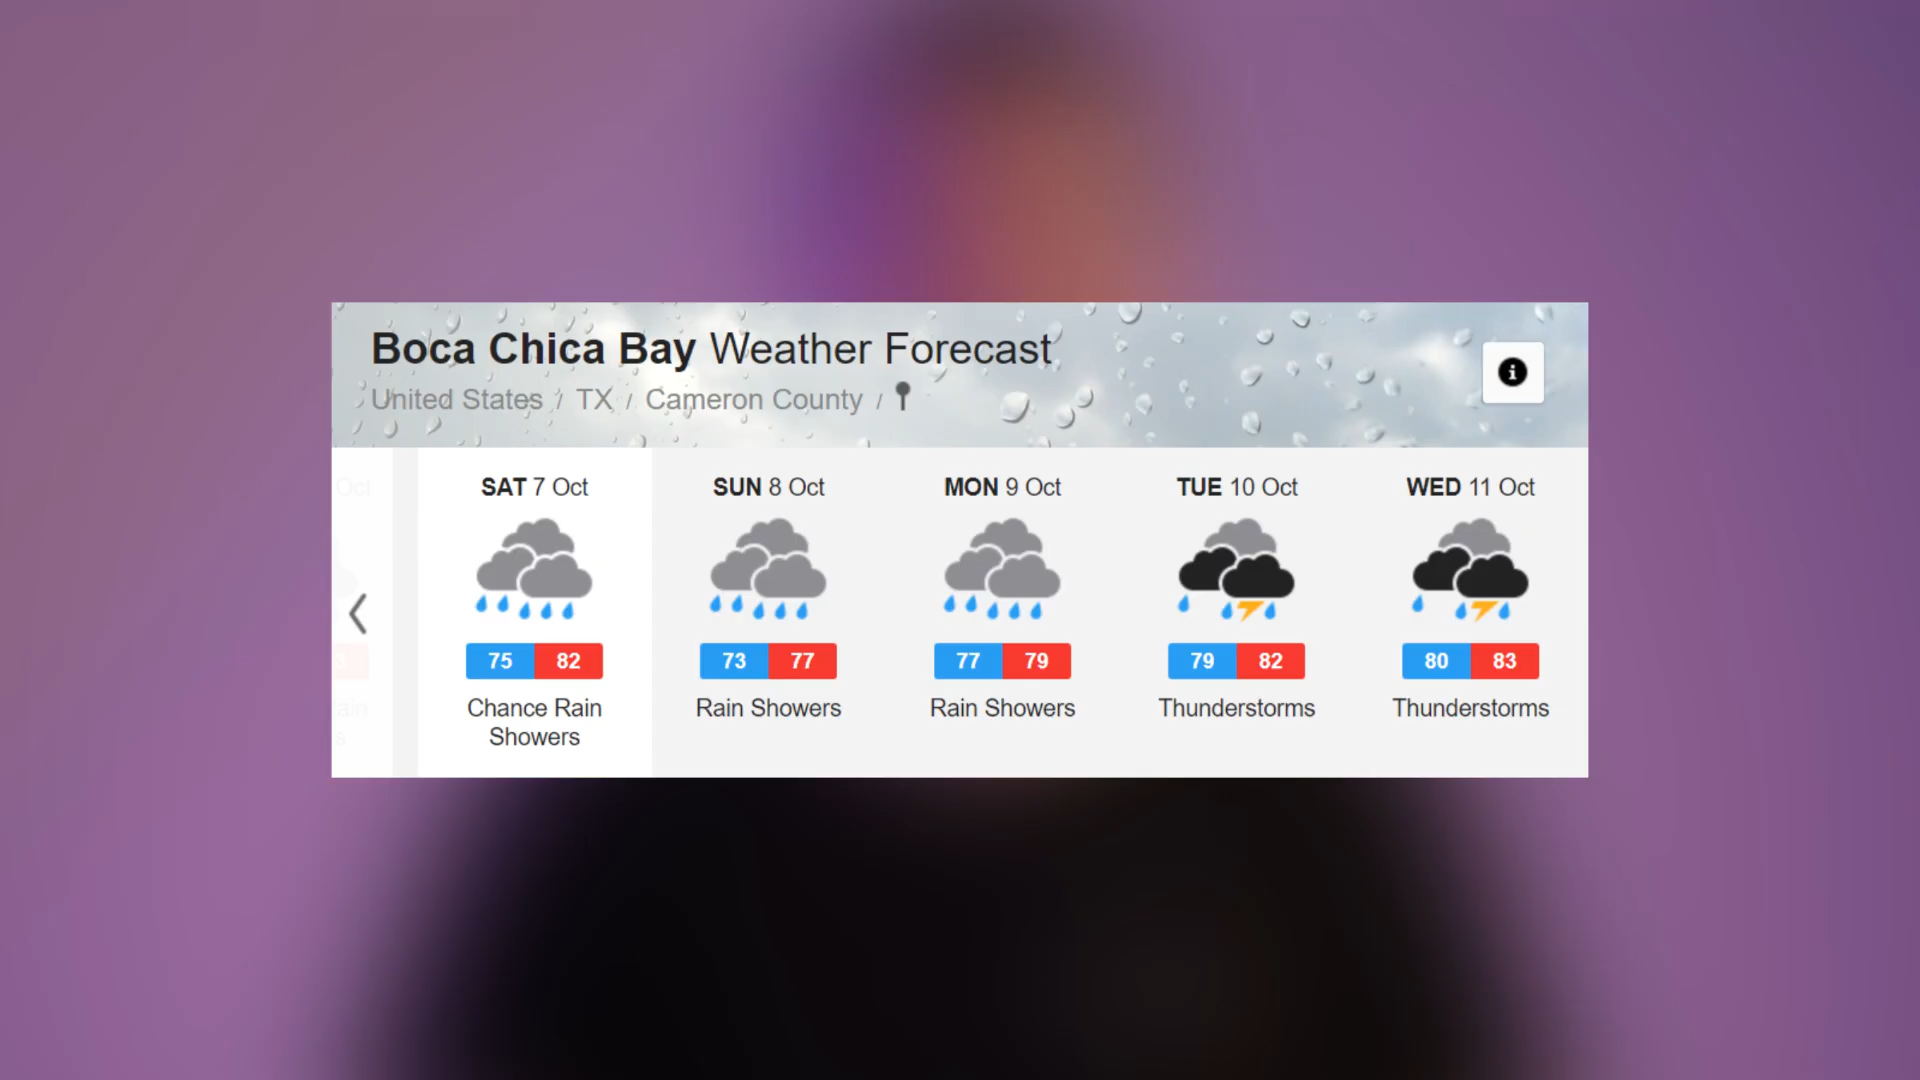 Boca Chica Bay Weather Forecast
United States / TX / Cameron County /
SAT 7 Oct
SUN 8 Oct
MON 9 Oct
TUE 10 Oct
WED 11 Oct
75 82
73 77
77 79
79 82
80 83
Chance Rain
Showers
Rain Showers
Rain Showers
Thunderstorms
Thunderstorms